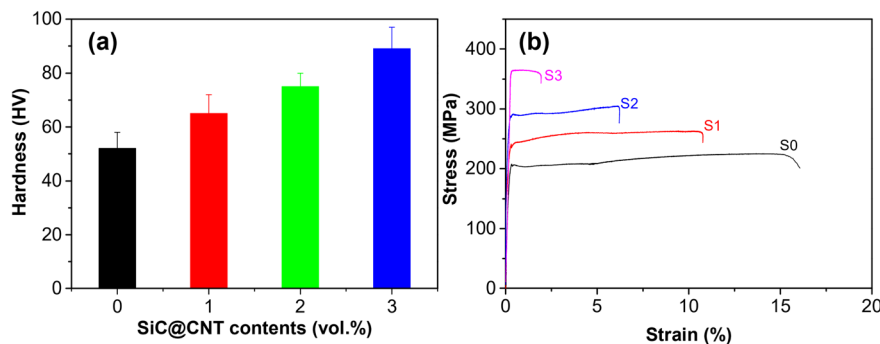 (a)
Hardness (HV)
100
80
60
40
20
0
0 1 2 3
SiC@CNT contents (vol.%)
(b)
Stress (MPa)
400
300
200
100
0
S3
S2
S1
S0
0 5 10 15 20
Strain (%)